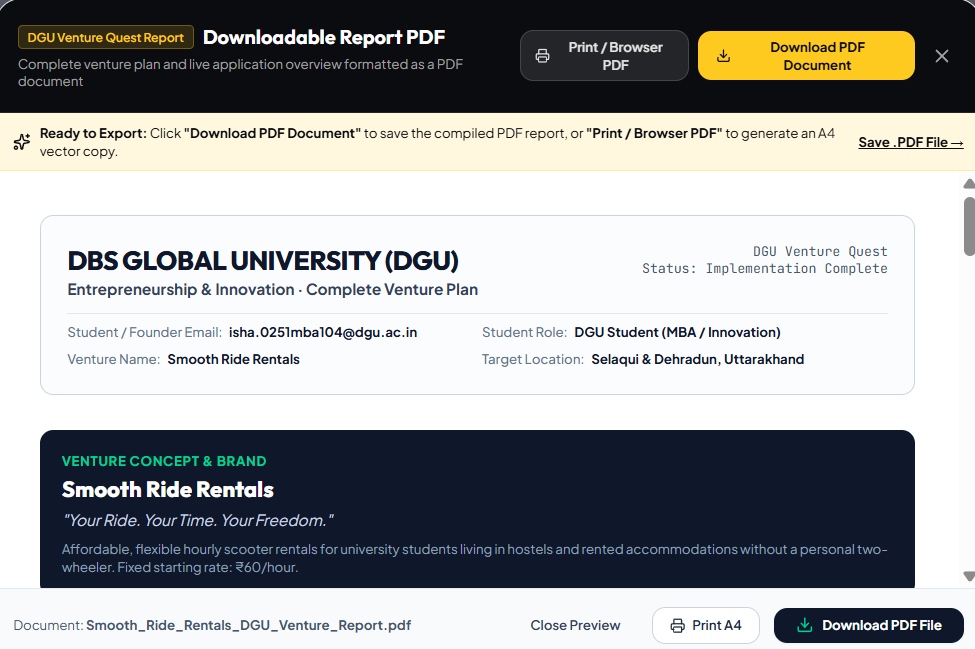 DGU Venture Quest Report Downloadable Report PDF
Complete venture plan and live application overview formatted as a PDF
document
Print / Browser
PDF
Download PDF
Document
Ready to Export: Click "Download PDF Document" to save the compiled PDF report, or "Print / Browser PDF" to generate an A4
vector copy.
Save .PDF File →
DBS GLOBAL UNIVERSITY (DGU)
Entrepreneurship & Innovation · Complete Venture Plan
DGU Venture Quest
Status: Implementation Complete
Student / Founder Email: isha.0251mba104@dgu.ac.in
Student Role: DGU Student (MBA / Innovation)
Venture Name: Smooth Ride Rentals
Target Location: Selaqui & Dehradun, Uttarakhand
VENTURE CONCEPT & BRAND
Smooth Ride Rentals
"Your Ride. Your Time. Your Freedom."
Affordable, flexible hourly scooter rentals for university students living in hostels and rented accommodations without a personal two-
wheeler. Fixed starting rate: ₹60/hour.
Document: Smooth_Ride_Rentals_DGU_Venture_Report.pdf
Close Preview
Print A4
Download PDF File